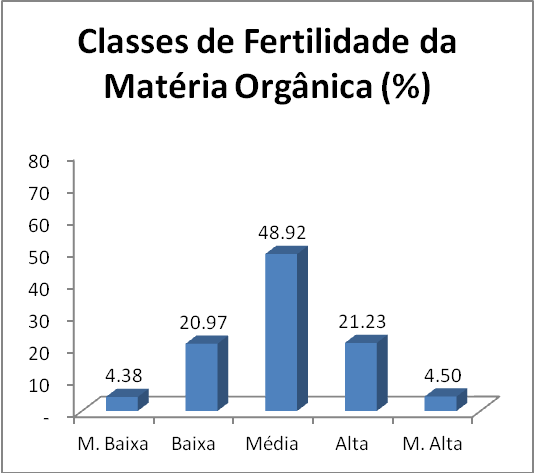 Classes de Fertilidade da
Matéria Orgânica (%)
80
70
60
50
40
30
20
10
-
4.38
20.97
48.92
21.23
4.50
M. Baixa
Baixa
Média
Alta
M. Alta